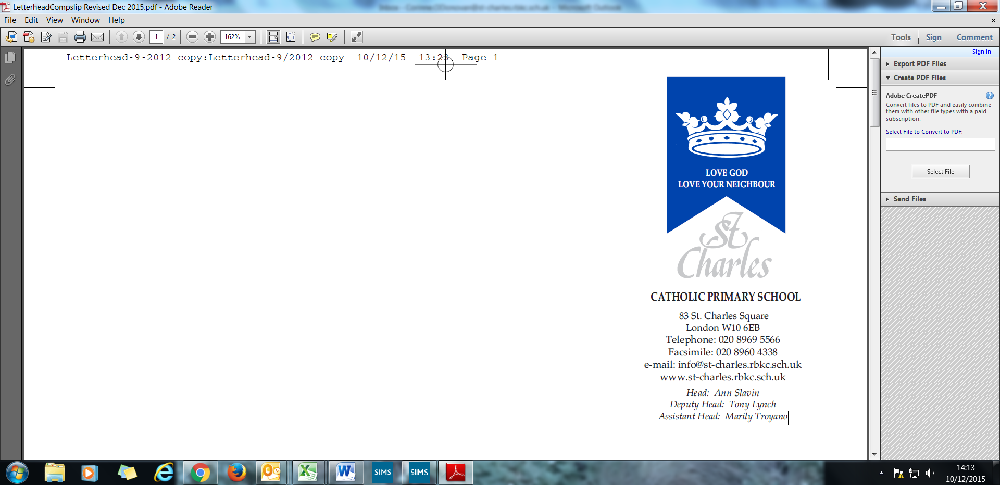 LetterheadCompslip Revised Dec 2015.pdf - Adobe Reader
File Edit View Window Help
1 / 2 162% Tools Sign Comment
Sign In
Export PDF Files
Create PDF Files
Adobe CreatePDF
Convert files to PDF and easily combine
them with other file types with a paid
subscription.
Select File to Convert to PDF:
Select File
Send Files
Letterhead-9-2012 copy:Letterhead-9/2012 copy 10/12/15 13:23 Page 1
LOVE GOD
LOVE YOUR NEIGHBOUR
St
Charles
CATHOLIC PRIMARY SCHOOL
83 St. Charles Square
London W10 6EB
Telephone: 020 8969 5566
Facsimile: 020 8960 4338
e-mail: info@st-charles.rbkc.sch.uk
www.st-charles.rbkc.sch.uk
Head: Ann Slavin
Deputy Head: Tony Lynch
Assistant Head: Marily Troyano
SIMS SIMS
14:13
10/12/2015